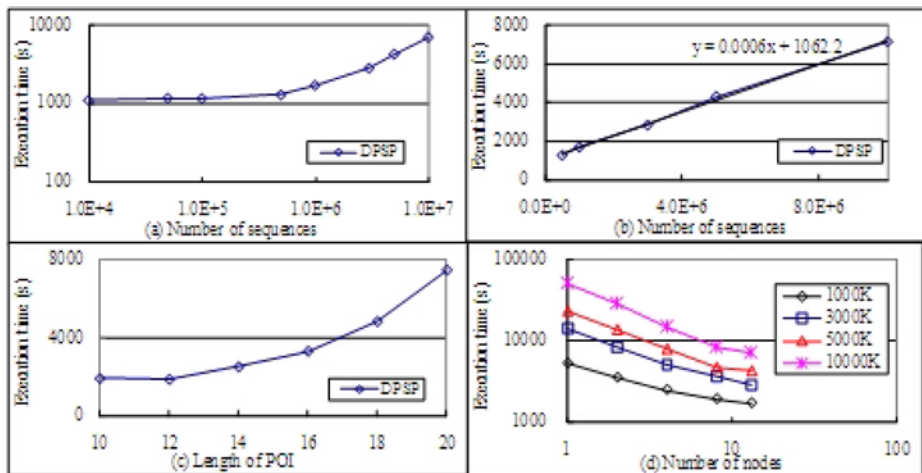 10000
1000
100
Execution time (s)
DPSP
1.0E+4 1.0E+5 1.0E+6 1.0E+7
(a) Number of sequences
8000
6000
4000
2000
0
Execution time (s)
y = 0.0006x + 1062.2
DPSP
0.0E+0 4.0E+6 8.0E+6
(b) Number of sequences
8000
4000
0
Execution time (s)
DPSP
10 12 14 16 18 20
(c) Length of POI
100000
10000
1000
Execution time (s)
1000K
3000K
5000K
10000K
1 10 100
(d) Number of nodes